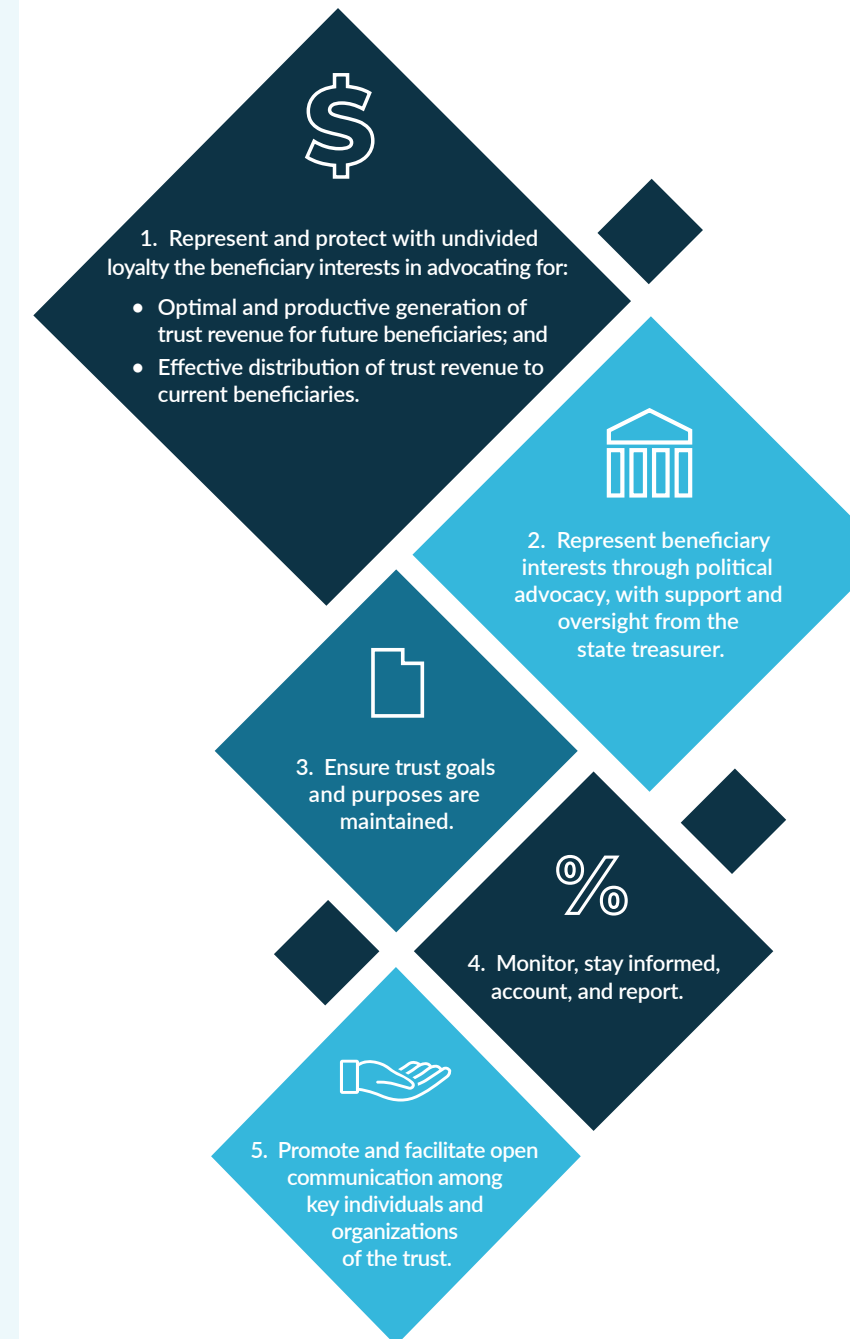 $
1. Represent and protect with undivided
loyalty the beneficiary interests in advocating for:
• Optimal and productive generation of
trust revenue for future beneficiaries; and
• Effective distribution of trust revenue to
current beneficiaries.
2. Represent beneficiary
interests through political
advocacy, with support and
oversight from the
state treasurer.
3. Ensure trust goals
and purposes are
maintained.
%
4. Monitor, stay informed,
account, and report.
5. Promote and facilitate open
communication among
key individuals and
organizations
of the trust.